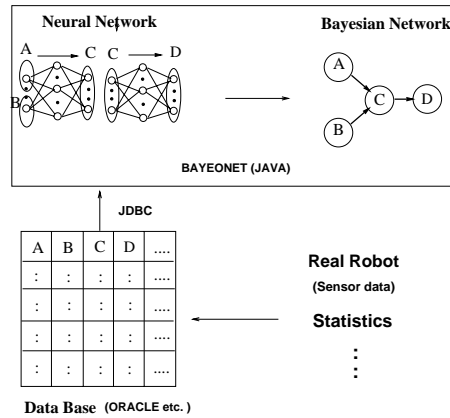 Neural Network
Bayesian Network
A C C D
B
A
B
C
D
BAYEONET (JAVA)
JDBC
A B C D ....
: : : : ....
: : : : ....
: : : : ....
: : : : ....
Real Robot
(Sensor data)
Statistics
:
:
Data Base (ORACLE etc. )